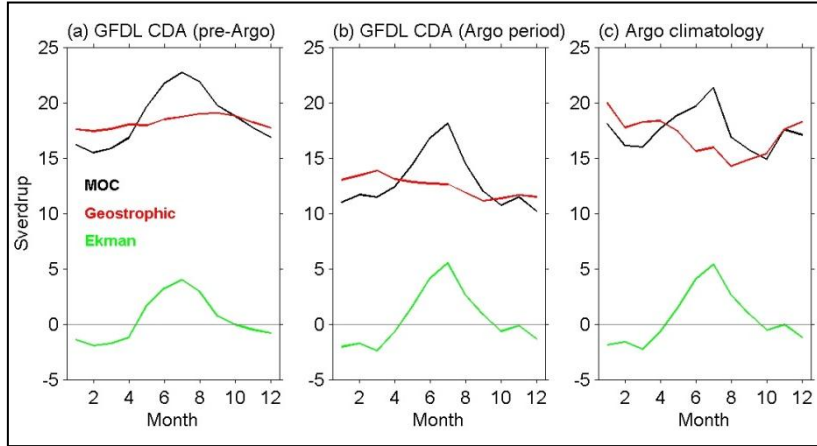 (a) GFDL CDA (pre-Argo)
(b) GFDL CDA (Argo period)
(c) Argo climatology
25
20
15
10
5
0
-5
Sverdrup
MOC
Geostrophic
Ekman
2 4 6 8 10 12
Month
25
20
15
10
5
0
-5
2 4 6 8 10 12
Month
25
20
15
10
5
0
-5
2 4 6 8 10 12
Month